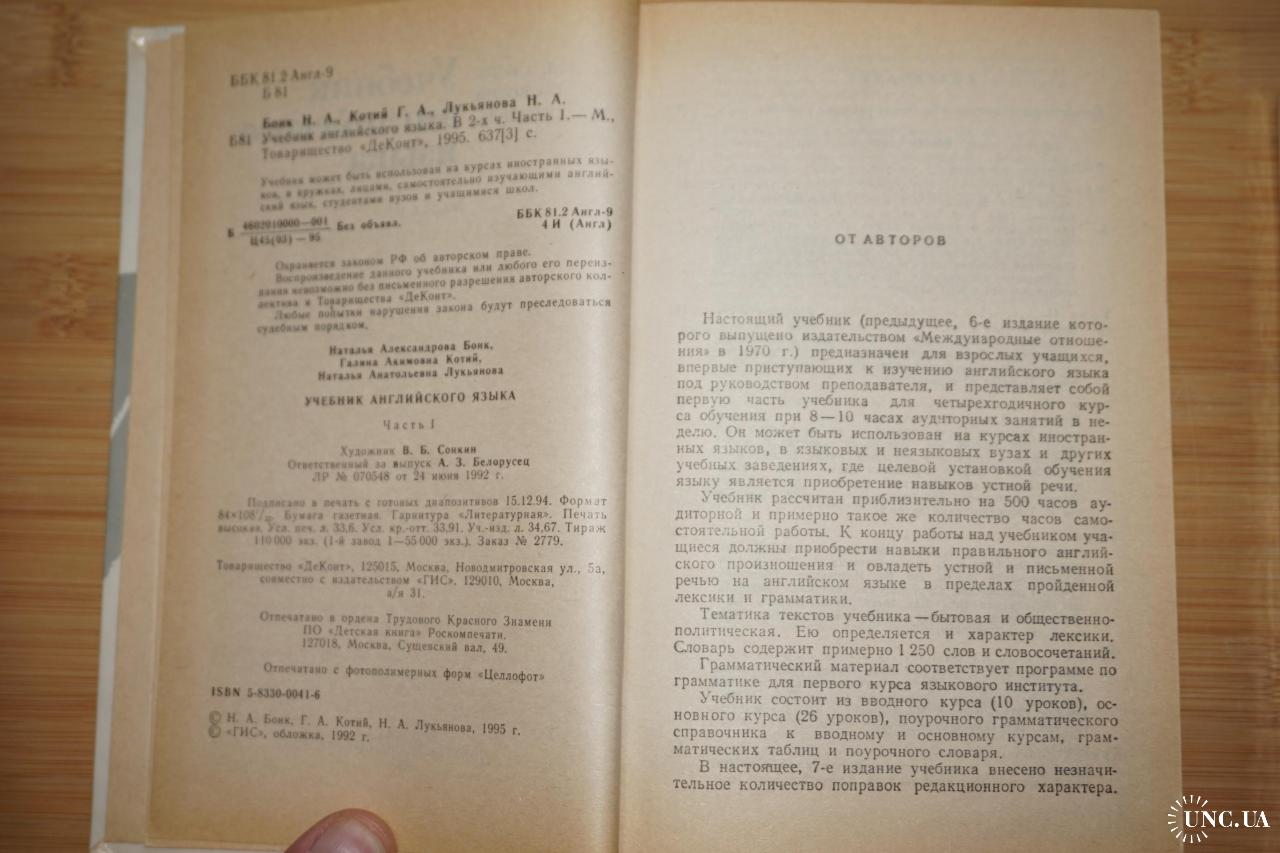 ББК 81.2 Англ-9
Б 81
Бонк Н. А., Котий Г. А., Лукьянова Н. А.
Б81 Учебник английского языка. В 2-х ч. Часть 1.— М.,
Товарищество «ДеКонт», 1995. 637[3] с.
Учебник может быть использован на курсах иностранных язы-
ков, в кружках, лицами, самостоятельно изучающими англий-
ский язык, студентами вузов и учащимися школ.
Б 4602010000—001 Без объявл.
Ц45(03) — 95
ББК 81.2 Англ-9
4 И (Англ)
Охраняется законом РФ об авторском праве.
Воспроизведение данного учебника или любого его переиз-
дания невозможно без письменного разрешения авторского кол-
лектива и Товарищества «ДеКонт».
Любые попытки нарушения закона будут преследоваться
судебным порядком.
Наталья Александрова Бонк,
Галина Акимовна Котий,
Наталья Анатольевна Лукьянова
УЧЕБНИК АНГЛИЙСКОГО ЯЗЫКА
Часть I
Художник В. Б. Сонкин
Ответственный за выпуск А. З. Белорусец
ЛР № 070548 от 24 июня 1992 г.
Подписано в печать с готовых диапозитивов 15.12.94. Формат
84×108¹/₃₂. Бумага газетная. Гарнитура «Литературная». Печать
высокая. Усл. печ. л. 33,6. Усл. кр.-отт. 33,91. Уч.-изд. л. 34,67. Тираж
110 000 экз. (1-й завод 1—55 000 экз.). Заказ № 2779.
Товарищество «ДеКонт», 125015, Москва, Новодмитровская ул., 5а,
совместно с издательством «ГИС», 129010, Москва,
а/я 31.
Отпечатано в ордена Трудового Красного Знамени
ПО «Детская книга» Роскомпечати.
127018, Москва, Сущевский вал, 49.
Отпечатано с фотополимерных форм «Целлофот»
ISBN 5-8330-0041-6
© Н. А. Бонк, Г. А. Котий, Н. А. Лукьянова, 1995 г.
© «ГИС», обложка, 1992 г.
ОТ АВТОРОВ
Настоящий учебник (предыдущее, 6-е издание кото-
рого выпущено издательством «Международные отноше-
ния» в 1970 г.) предназначен для взрослых учащихся,
впервые приступающих к изучению английского языка
под руководством преподавателя, и представляет собой
первую часть учебника для четырехгодичного кур-
са обучения при 8—10 часах аудиторных занятий в не-
делю. Он может быть использован на курсах иностран-
ных языков, в языковых и неязыковых вузах и других
учебных заведениях, где целевой установкой обучения
языку является приобретение навыков устной речи.
Учебник рассчитан приблизительно на 500 часов ау-
диторной и примерно такое же количество часов само-
стоятельной работы. К концу работы над учебником уча-
щиеся должны приобрести навыки правильного англий-
ского произношения и овладеть устной и письменной
речью на английском языке в пределах пройденной
лексики и грамматики.
Тематика текстов учебника — бытовая и общественно-
политическая. Ею определяется и характер лексики.
Словарь содержит примерно 1 250 слов и словосочетаний.
Грамматический материал соответствует программе по
грамматике для первого курса языкового института.
Учебник состоит из вводного курса (10 уроков), ос-
новного курса (26 уроков), поурочного грамматического
справочника к вводному и основному курсам, грам-
матических таблиц и поурочного словаря.
В настоящее, 7-е издание учебника внесено незначи-
тельное количество поправок редакционного характера.
UNC.UA